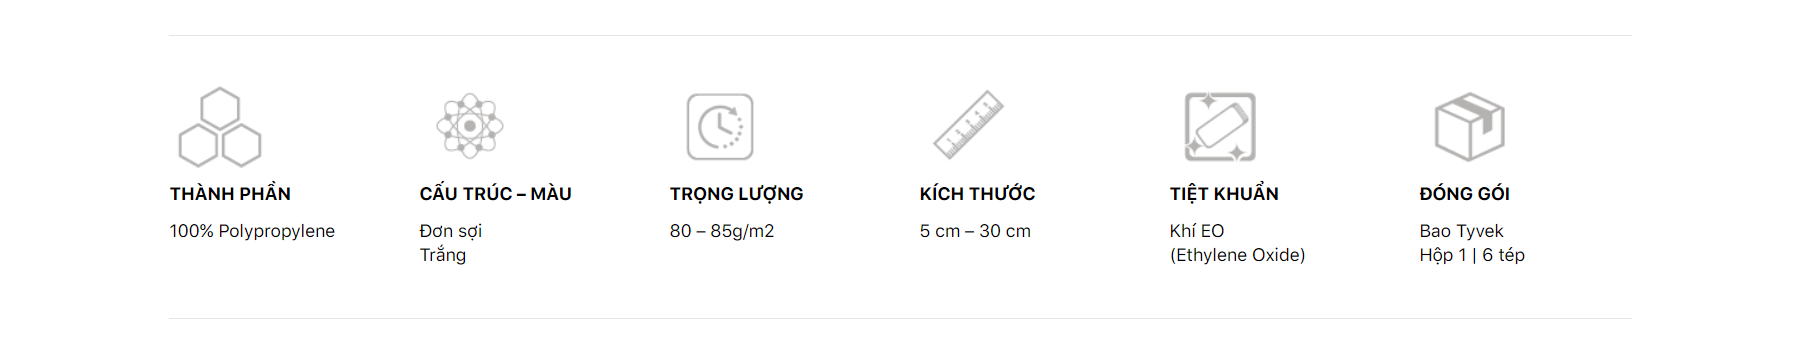 THÀNH PHẦN
100% Polypropylene
CẤU TRÚC – MÀU
Đơn sợi
Trắng
TRỌNG LƯỢNG
80 – 85g/m2
KÍCH THƯỚC
5 cm – 30 cm
TIỆT KHUẨN
Khí EO
(Ethylene Oxide)
ĐÓNG GÓI
Bao Tyvek
Hộp 1 | 6 tép